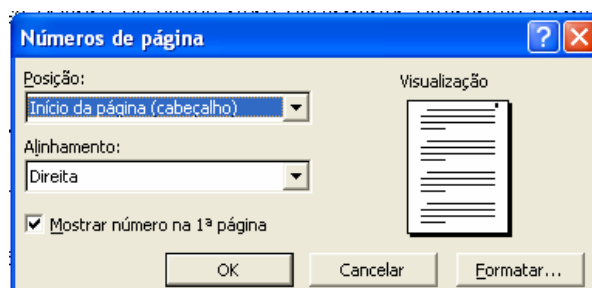 Números de página
Posição:
Visualização
Início da página (cabeçalho)
Alinhamento:
Direita
Mostrar número na 1ª página
OK
Cancelar
Formatar...